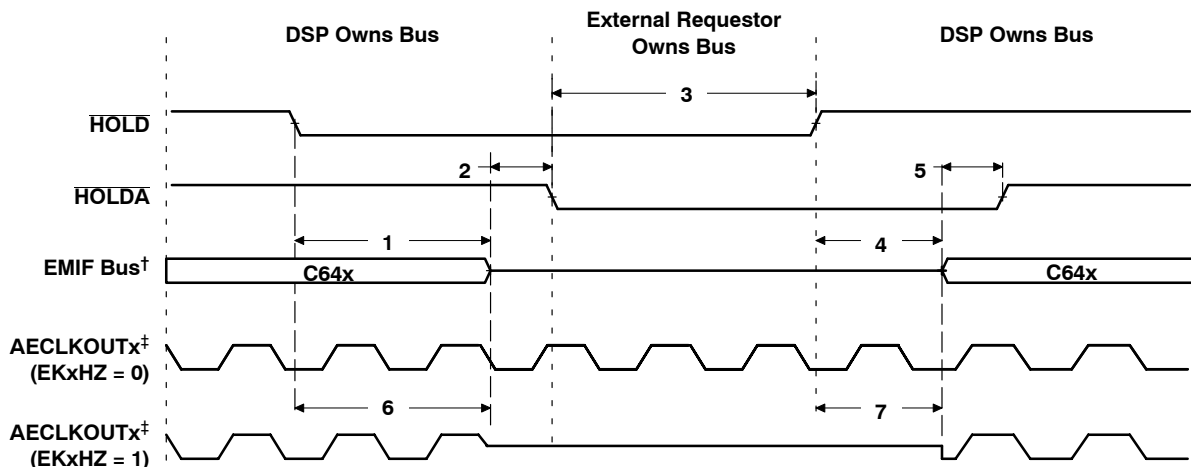 DSP Owns Bus
External Requestor
Owns Bus
DSP Owns Bus
3
HOLD
2
5
HOLDA
1
4
EMIF Bus†
C64x
C64x
AECLKOUTx‡
(EKxHZ = 0)
6
7
AECLKOUTx‡
(EKxHZ = 1)